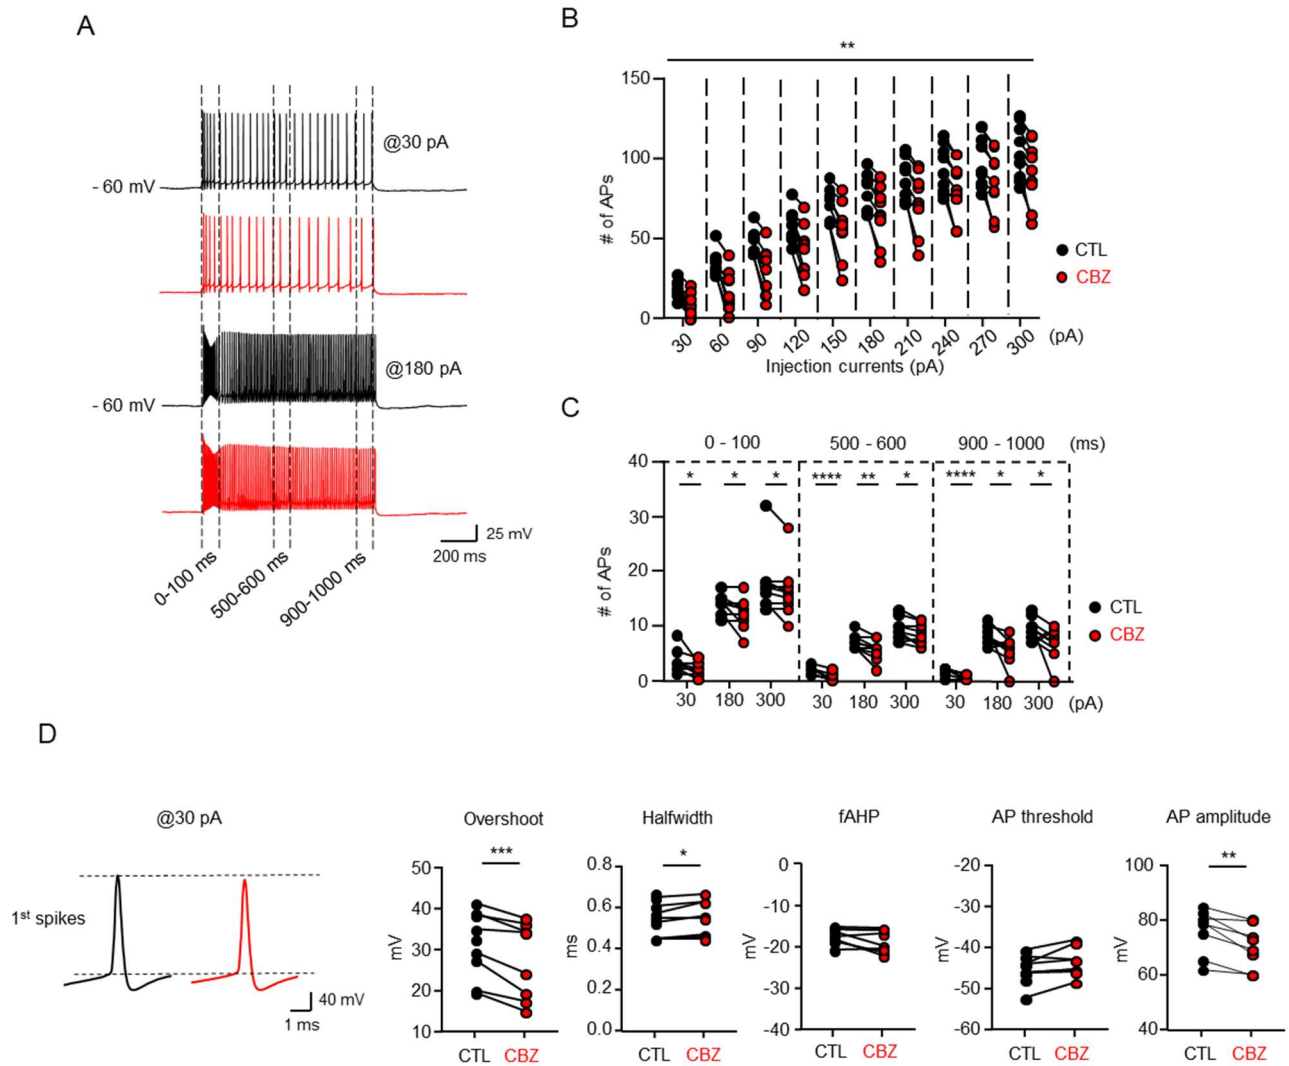 A
@30 pA
- 60 mV
@180 pA
- 60 mV
25 mV
200 ms
0-100 ms
500-600 ms
900-1000 ms
B
**
150
100
50
0
# of APs
30 60 90 120 150 180 210 240 270 300 (pA)
Injection currents (pA)
CTL
CBZ
C
0 - 100 500 - 600 900 - 1000 (ms)
* * * **** ** * **** * *
40
30
20
10
0
# of APs
30 180 300 30 180 300 30 180 300 (pA)
CTL
CBZ
D
@30 pA
1st spikes
40 mV
1 ms
Overshoot
***
50
40
30
20
10
mV
CTL CBZ
Halfwidth
*
0.8
0.6
0.4
0.2
0.0
ms
CTL CBZ
fAHP
0
-10
-20
-30
-40
mV
CTL CBZ
AP threshold
-20
-30
-40
-50
-60
mV
CTL CBZ
AP amplitude
**
100
80
60
40
mV
CTL CBZ